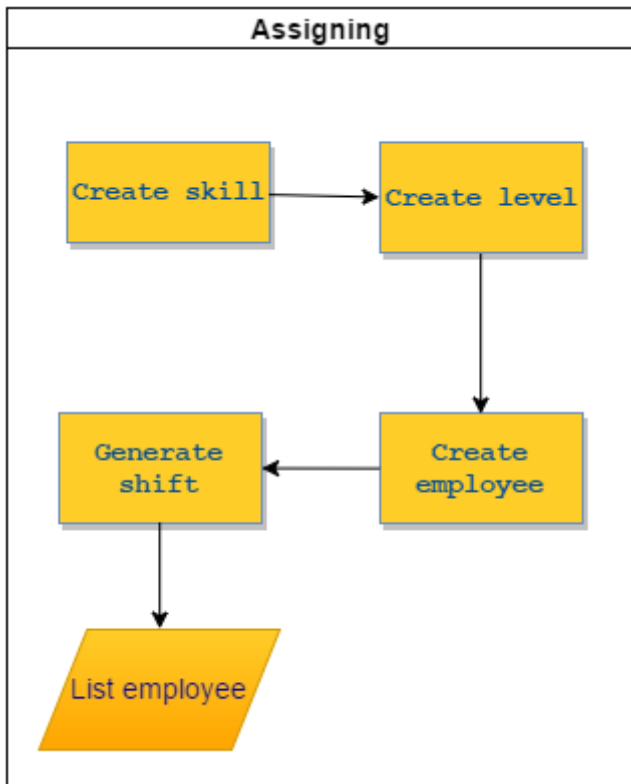 Assigning
Create skill
Create level
Create
employee
Generate
shift
List employee